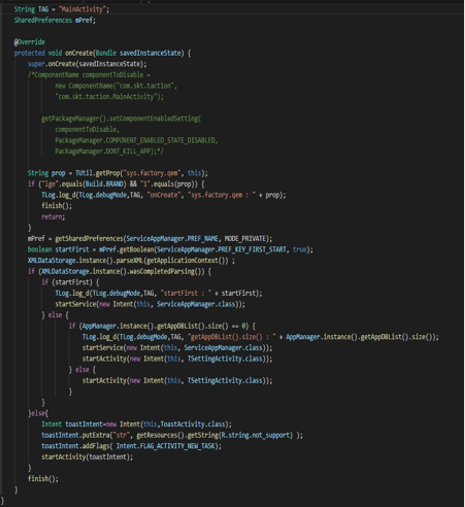 String TAG = "MainActivity";
SharedPreferences mPref;
@Override
protected void onCreate(Bundle savedInstanceState) {
super.onCreate(savedInstanceState);
/*ComponentName componentToDisable =
new ComponentName("com.skt.taction",
"com.skt.taction.MainActivity");
getPackageManager().setComponentEnabledSetting(
componentToDisable,
PackageManager.COMPONENT_ENABLED_STATE_DISABLED,
PackageManager.DONT_KILL_APP);*/
String prop = TUtil.getProp("sys.factory.qem", this);
if ("lge".equals(Build.BRAND) && "1".equals(prop)) {
TLog.log_d(TLog.debugMode,TAG, "onCreate", "sys.factory.qem : " + prop);
finish();
return;
}
mPref = getSharedPreferences(ServiceAppManager.PREF_NAME, MODE_PRIVATE);
boolean startFirst = mPref.getBoolean(ServiceAppManager.PREF_KEY_FIRST_START, true);
XMLDataStorage.instance().parseXML(getApplicationContext()) ;
if (XMLDataStorage.instance().wasCompletedParsing()) {
if (startFirst) {
TLog.log_d(TLog.debugMode,TAG, "startFirst : " + startFirst);
startService(new Intent(this, ServiceAppManager.class));
} else {
if (AppManager.instance().getAppDBList().size() == 0) {
TLog.log_d(TLog.debugMode,TAG, "getAppDBList().size() : " + AppManager.instance().getAppDBList().size());
startService(new Intent(this, ServiceAppManager.class));
startActivity(new Intent(this, TSettingActivity.class));
} else {
startActivity(new Intent(this, TSettingActivity.class));
}
}
}else{
Intent toastIntent=new Intent(this,ToastActivity.class);
toastIntent.putExtra("str", getResources().getString(R.string.not_support) );
toastIntent.addFlags( Intent.FLAG_ACTIVITY_NEW_TASK);
startActivity(toastIntent);
}
finish();
}
}